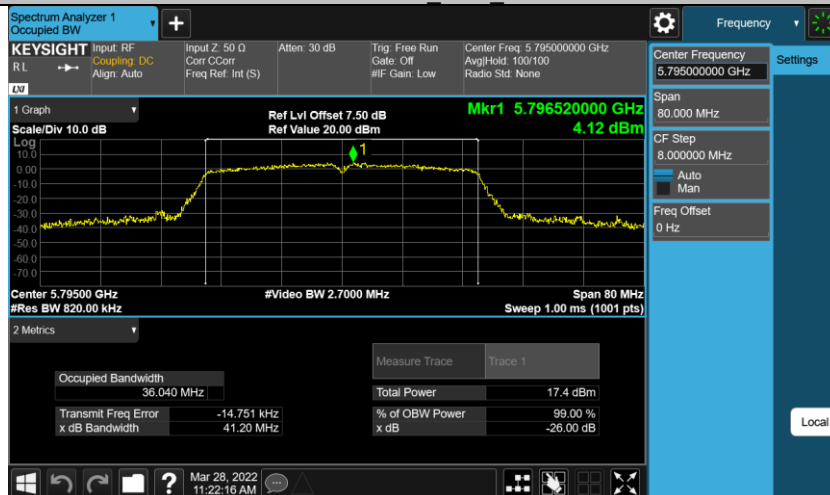 Spectrum Analyzer 1
Occupied BW
+
Frequency
KEYSIGHT
RL
LXI
Input: RF
Coupling: DC
Align: Auto
Input Z: 50 Ω
Corr CCorr
Freq Ref: Int (S)
Atten: 30 dB
Trig: Free Run
Gate: Off
#IF Gain: Low
Center Freq: 5.795000000 GHz
Avg|Hold: 100/100
Radio Std: None
Center Frequency
5.795000000 GHz
Settings
Span
80.000 MHz
CF Step
8.000000 MHz
Auto
Man
Freq Offset
0 Hz
Local
1 Graph
Scale/Div 10.0 dB
Ref Lvl Offset 7.50 dB
Ref Value 20.00 dBm
Mkr1 5.796520000 GHz
4.12 dBm
Log
10.0
0.00
-10.0
-20.0
-30.0
-40.0
-50.0
-60.0
-70.0
1
Center 5.79500 GHz
#Res BW 820.00 kHz
#Video BW 2.7000 MHz
Span 80 MHz
Sweep 1.00 ms (1001 pts)
2 Metrics
Measure Trace Trace 1
Occupied Bandwidth
36.040 MHz
Total Power 17.4 dBm
Transmit Freq Error -14.751 kHz
% of OBW Power 99.00 %
x dB Bandwidth 41.20 MHz
x dB -26.00 dB
?
Mar 28, 2022
11:22:16 AM